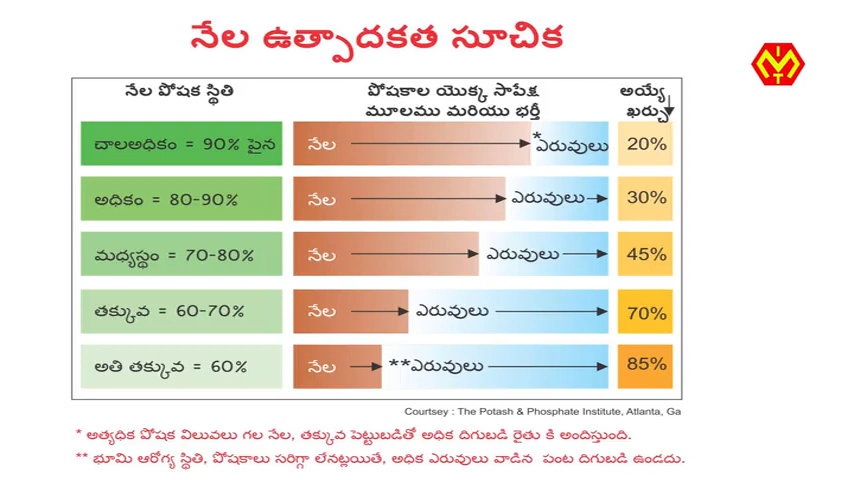 నేల ఉత్పాదకత సూచిక
నేల పోషక స్థితి
పోషకాల యొక్క సాపేక్ష
మూలము మరియు భర్తీ
అయ్యే
ఖర్చు
చాలఅధికం = 90% పైన
నేల
*ఎరువులు
20%
అధికం = 80-90%
నేల
ఎరువులు
30%
మధ్యస్థం = 70-80%
నేల
ఎరువులు
45%
తక్కువ = 60-70%
నేల
ఎరువులు
70%
అతి తక్కువ = 60%
నేల
**ఎరువులు
85%
Courtsey : The Potash & Phosphate Institute, Atlanta, Ga
* అత్యధిక పోషక విలువలు గల సేల, తక్కువ పెట్టుబడితో అధిక దిగుబడి రైతు కి అందిస్తుంది.
** భూమి ఆరోగ్య స్థితి, పోషకాలు సరిగ్గా లేనట్లయితే, అధిక ఎరువులు వాడిన పంట దిగుబడి ఉండదు.